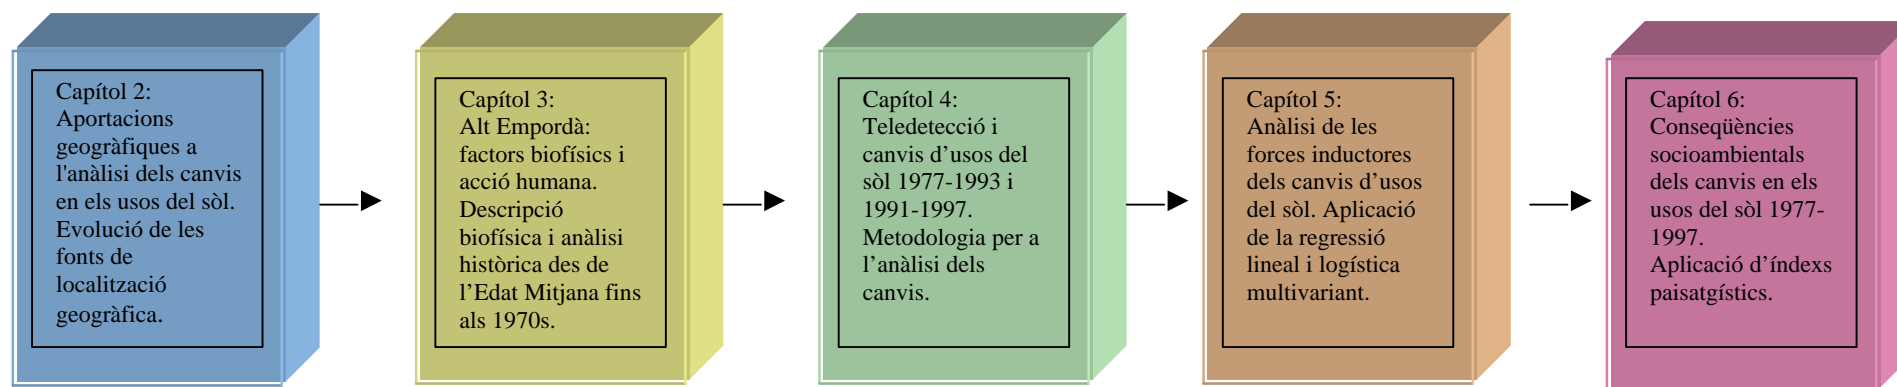 Capítol 2:
Aportacions
geogràfiques a
l'anàlisi dels canvis
en els usos del sòl.
Evolució de les
fonts de
localització
geogràfica.
Capítol 3:
Alt Empordà:
factors biofísics i
acció humana.
Descripció
biofísica i anàlisi
històrica des de
l’Edat Mitjana fins
als 1970s.
Capítol 4:
Teledetecció i
canvis d’usos del
sòl 1977-1993 i
1991-1997.
Metodologia per a
l’anàlisi dels
canvis.
Capítol 5:
Anàlisi de les
forces inductores
dels canvis d’usos
del sòl. Aplicació
de la regressió
lineal i logística
multivariant.
Capítol 6:
Conseqüències
socioambientals
dels canvis en els
usos del sòl 1977-
1997.
Aplicació d’índexs
paisatgístics.